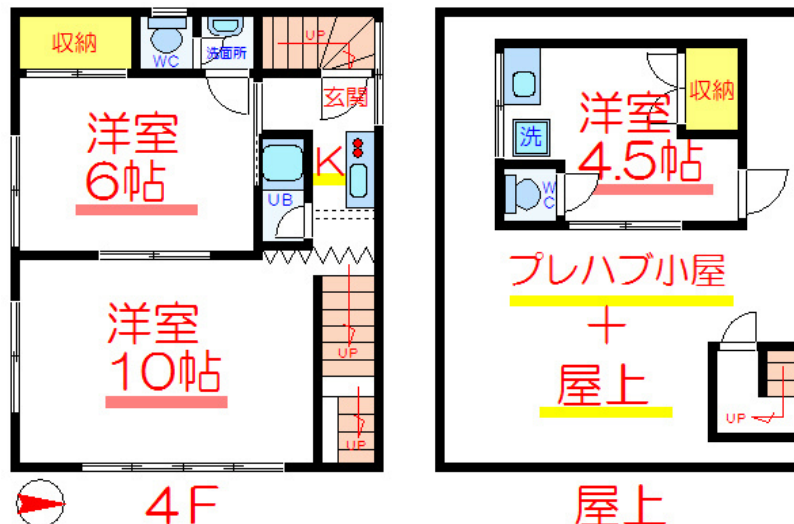 収納
WC
洗面所
UP
玄関
洋室
6帖
K
UB
洋室
10帖
UP
UP
4F
洋室
4.5帖
収納
洗
WC
プレハブ小屋
+
屋上
UP
屋上